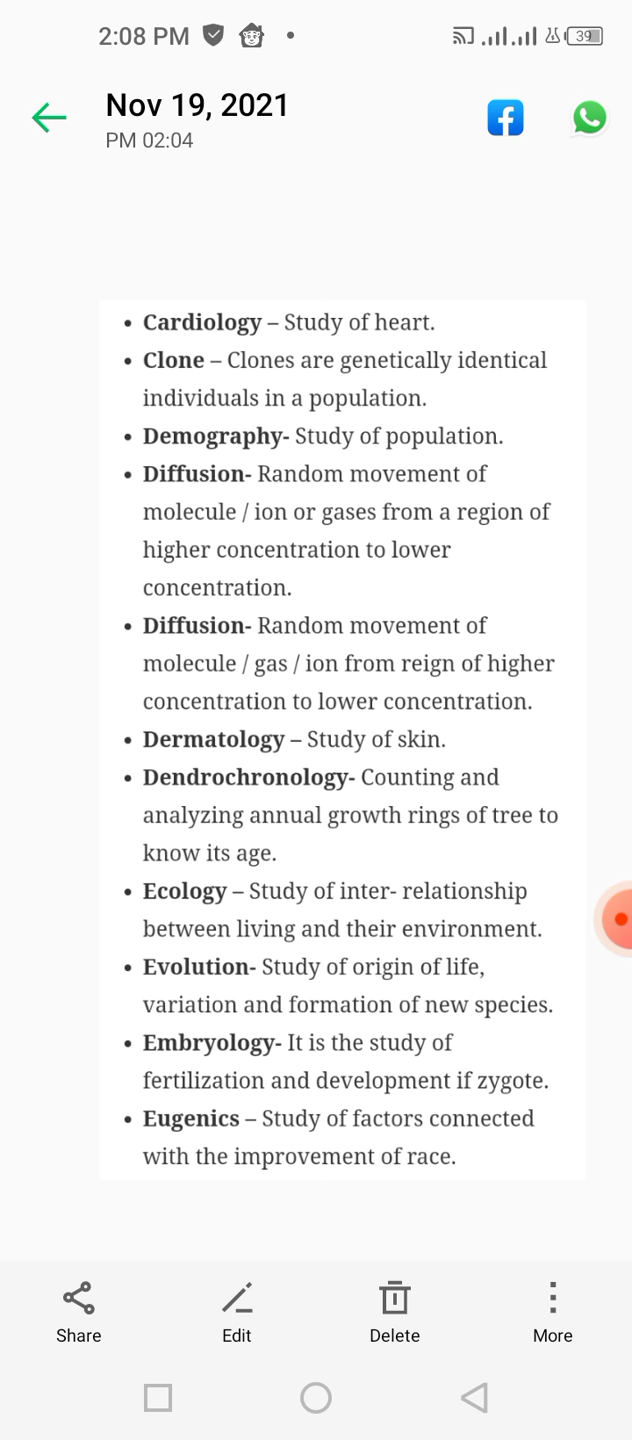 2:08 PM
39
Nov 19, 2021
PM 02:04
• Cardiology – Study of heart.
• Clone – Clones are genetically identical
individuals in a population.
• Demography- Study of population.
• Diffusion- Random movement of
molecule / ion or gases from a region of
higher concentration to lower
concentration.
• Diffusion- Random movement of
molecule / gas / ion from reign of higher
concentration to lower concentration.
• Dermatology – Study of skin.
• Dendrochronology- Counting and
analyzing annual growth rings of tree to
know its age.
• Ecology – Study of inter- relationship
between living and their environment.
• Evolution- Study of origin of life,
variation and formation of new species.
• Embryology- It is the study of
fertilization and development if zygote.
• Eugenics – Study of factors connected
with the improvement of race.
Share Edit Delete More